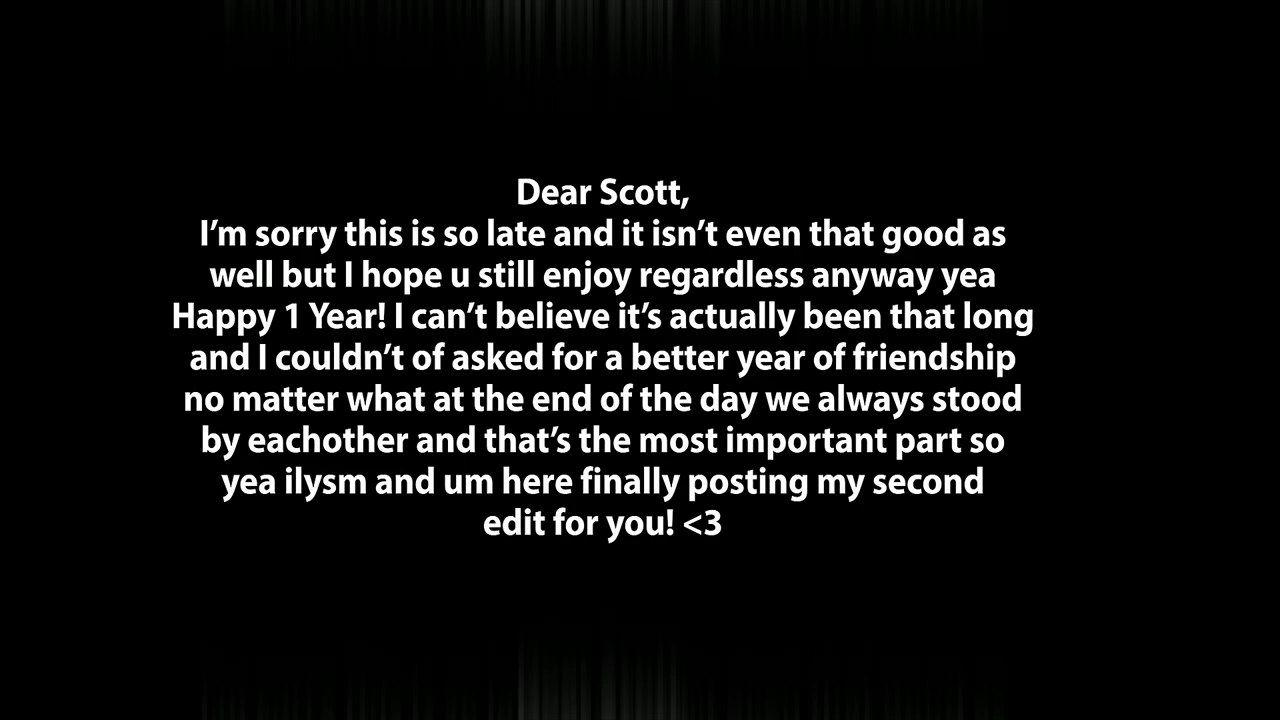 Dear Scott,
I’m sorry this is so late and it isn’t even that good as
well but I hope u still enjoy regardless anyway yea
Happy 1 Year! I can’t believe it’s actually been that long
and I couldn’t of asked for a better year of friendship
no matter what at the end of the day we always stood
by eachother and that’s the most important part so
yea ilysm and um here finally posting my second
edit for you! <3